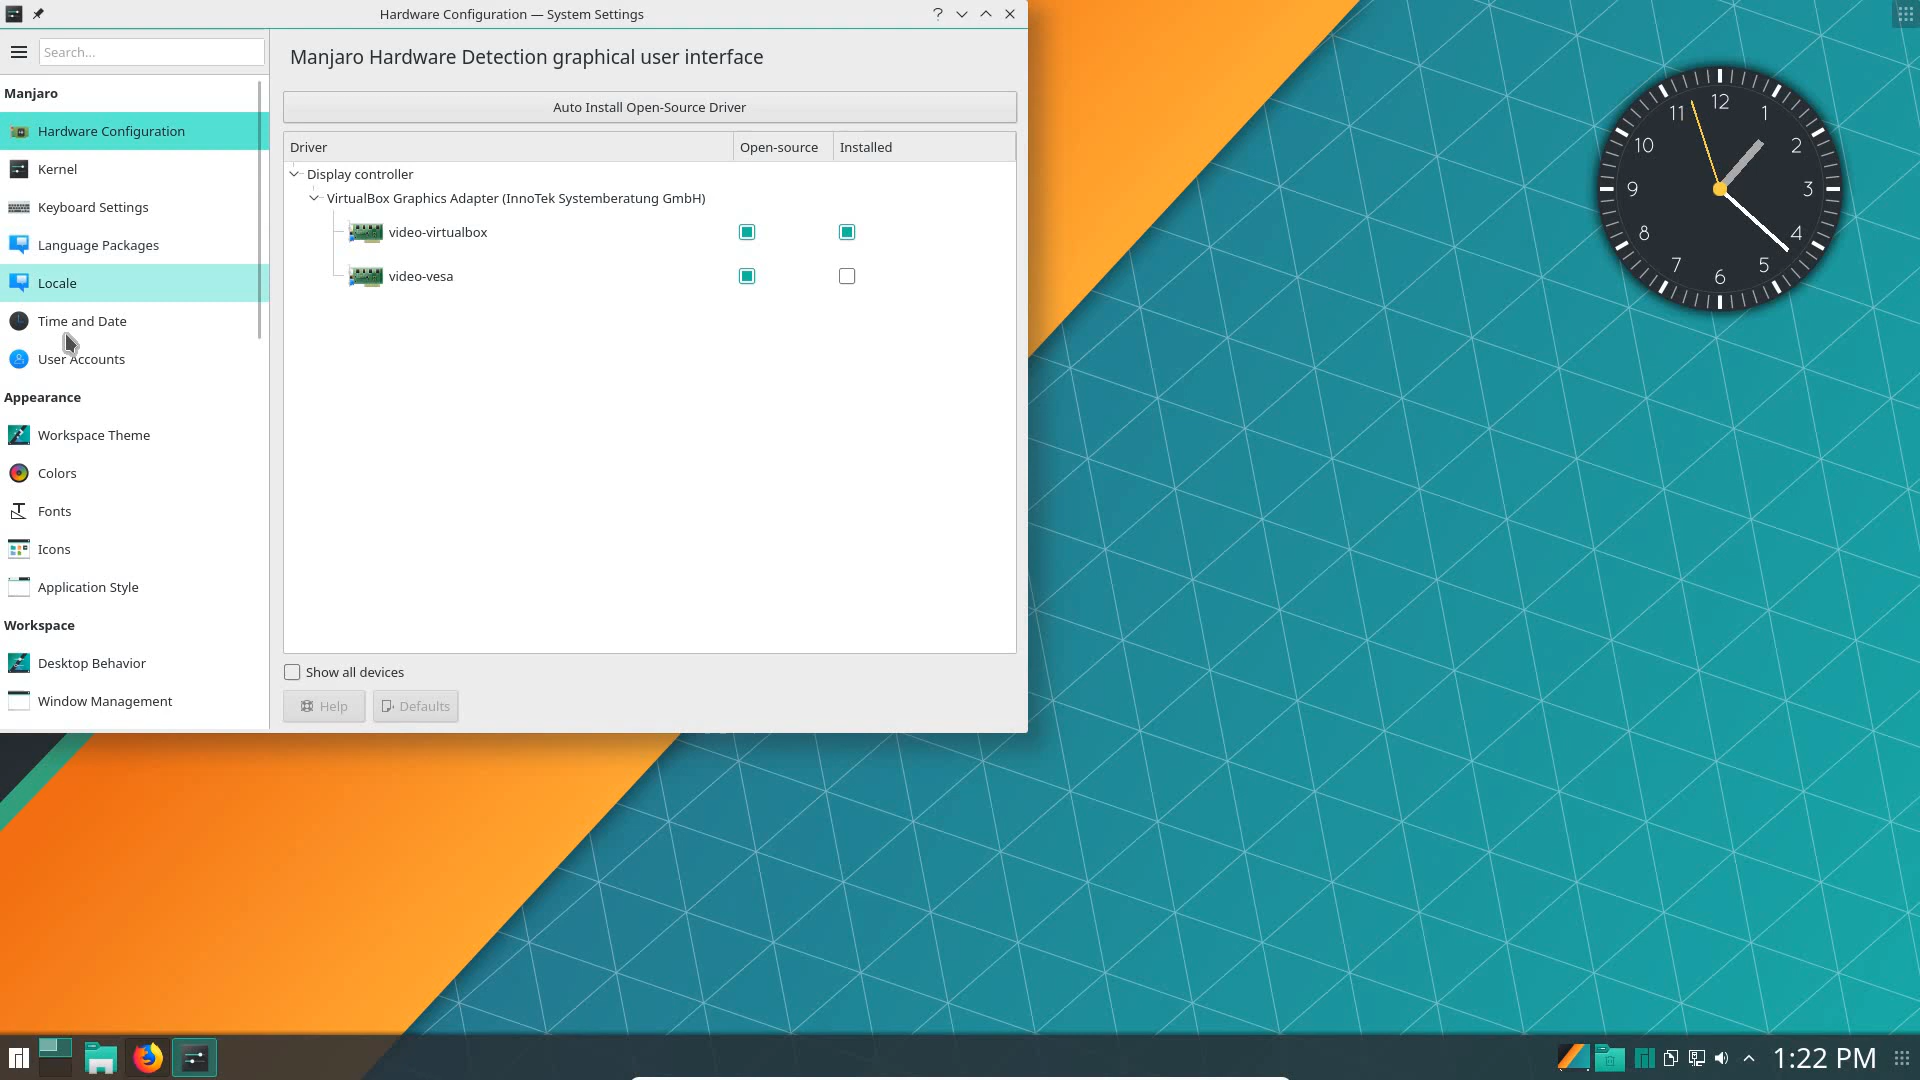 Hardware Configuration — System Settings
Search...
Manjaro
Hardware Configuration
Kernel
Keyboard Settings
Language Packages
Locale
Time and Date
User Accounts
Appearance
Workspace Theme
Colors
Fonts
Icons
Application Style
Workspace
Desktop Behavior
Window Management
Manjaro Hardware Detection graphical user interface
Auto Install Open-Source Driver
Driver Open-source Installed
Display controller
VirtualBox Graphics Adapter (InnoTek Systemberatung GmbH)
video-virtualbox
video-vesa
Show all devices
Help Defaults
12
1
2
3
4
5
6
7
8
9
10
11
1:22 PM